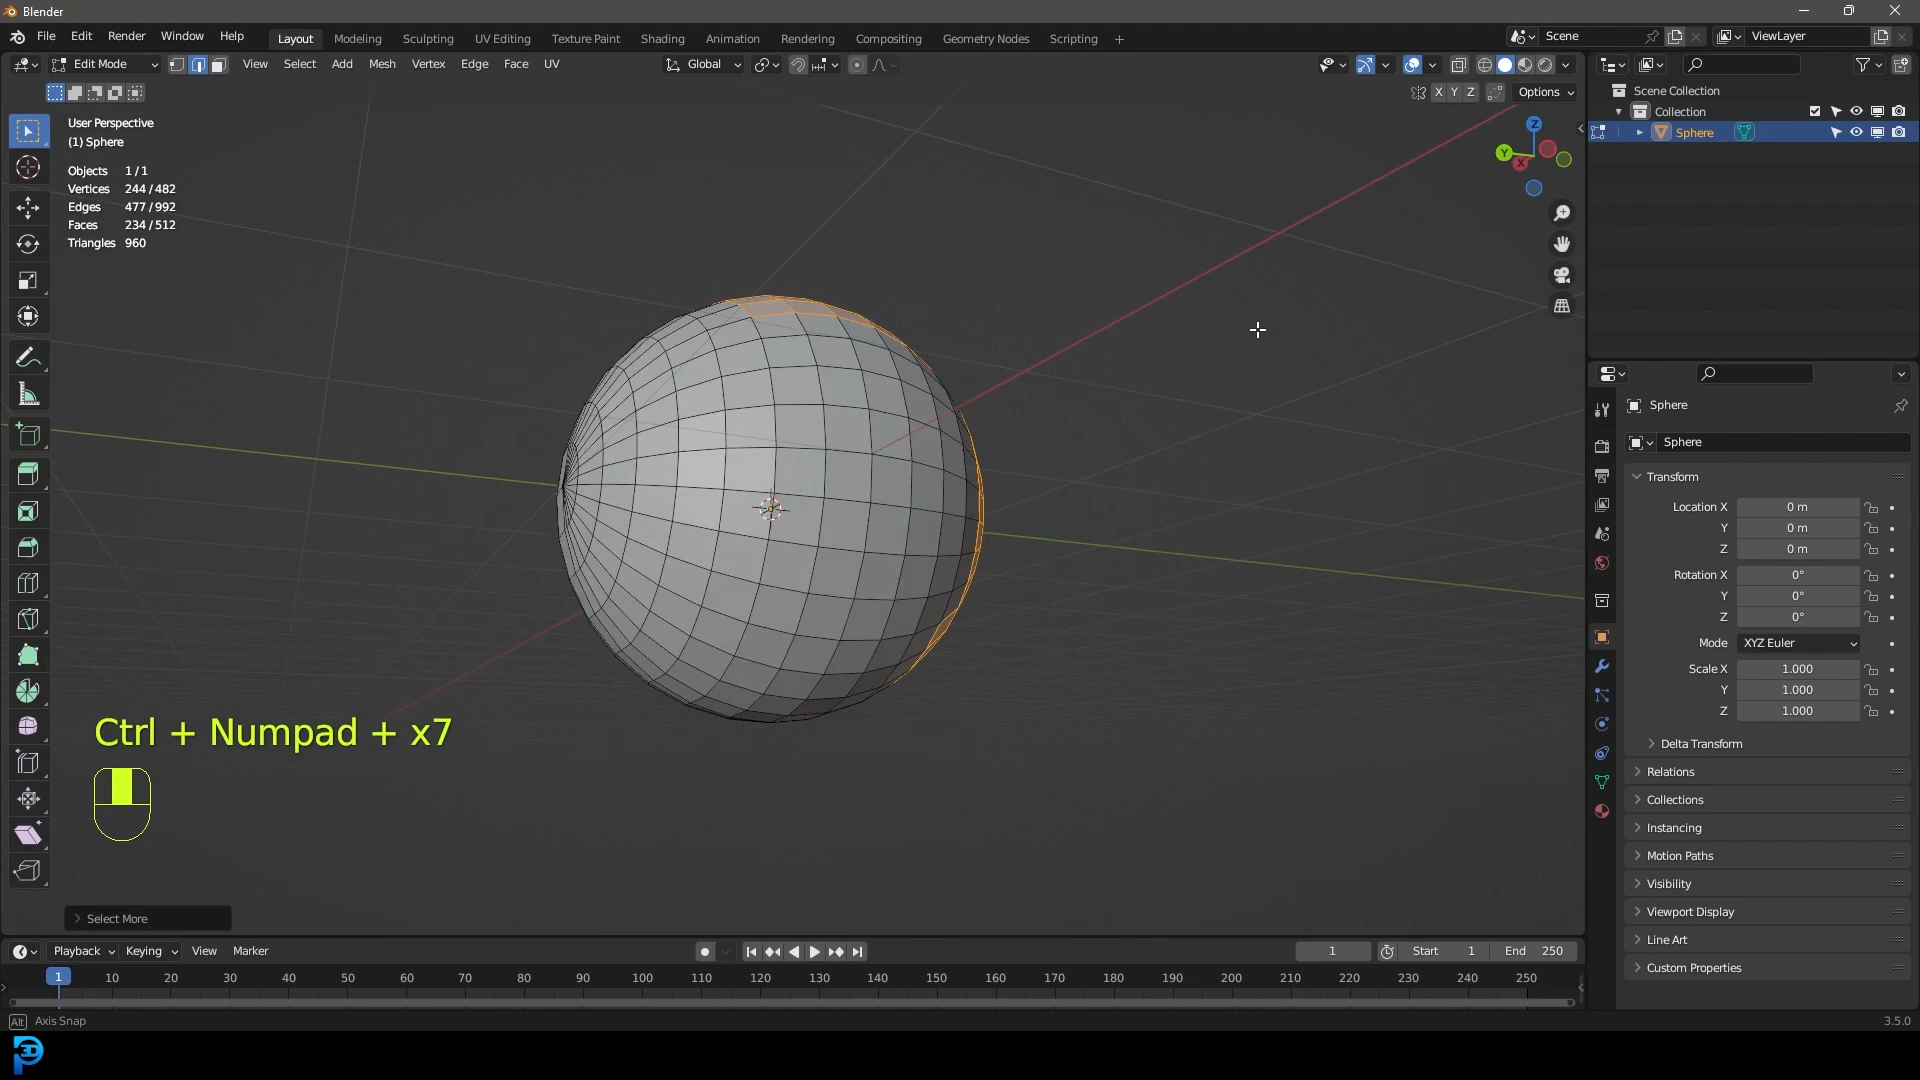 Blender
File Edit Render Window Help
Layout Modeling Sculpting UV Editing Texture Paint Shading Animation Rendering Compositing Geometry Nodes Scripting +
Scene
ViewLayer
Edit Mode View Select Add Mesh Vertex Edge Face UV
Global
X Y Z Options
User Perspective
(1) Sphere
Objects 1/1
Vertices 244/482
Edges 477/992
Faces 234/512
Triangles 960
Z
Y
X
Scene Collection
Collection
Sphere
Sphere
Sphere
Transform
Location X 0 m
Y 0 m
Z 0 m
Rotation X 0°
Y 0°
Z 0°
Mode XYZ Euler
Scale X 1.000
Y 1.000
Z 1.000
Delta Transform
Relations
Collections
Instancing
Motion Paths
Visibility
Viewport Display
Line Art
Custom Properties
Ctrl + Numpad + x7
Select More
Playback Keying View Marker
1 Start 1 End 250
1 10 20 30 40 50 60 70 80 90 100 110 120 130 140 150 160 170 180 190 200 210 220 230 240 250
Alt Axis Snap
3.5.0